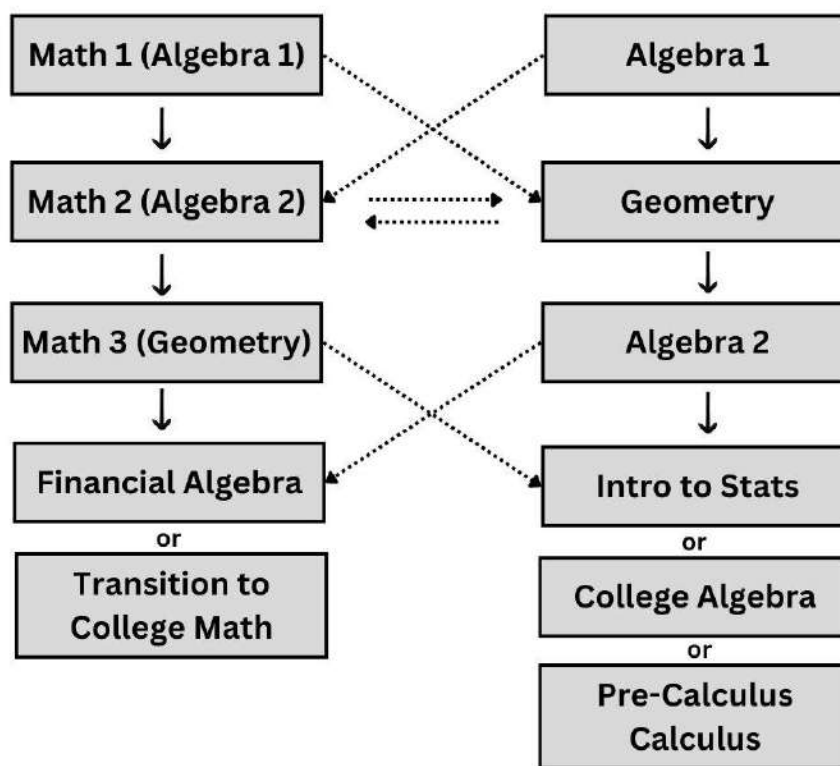 Math 1 (Algebra 1)
Algebra 1
Math 2 (Algebra 2)
Geometry
Math 3 (Geometry)
Algebra 2
Financial Algebra
Intro to Stats
or
or
Transition to
College Math
College Algebra
or
Pre-Calculus
Calculus